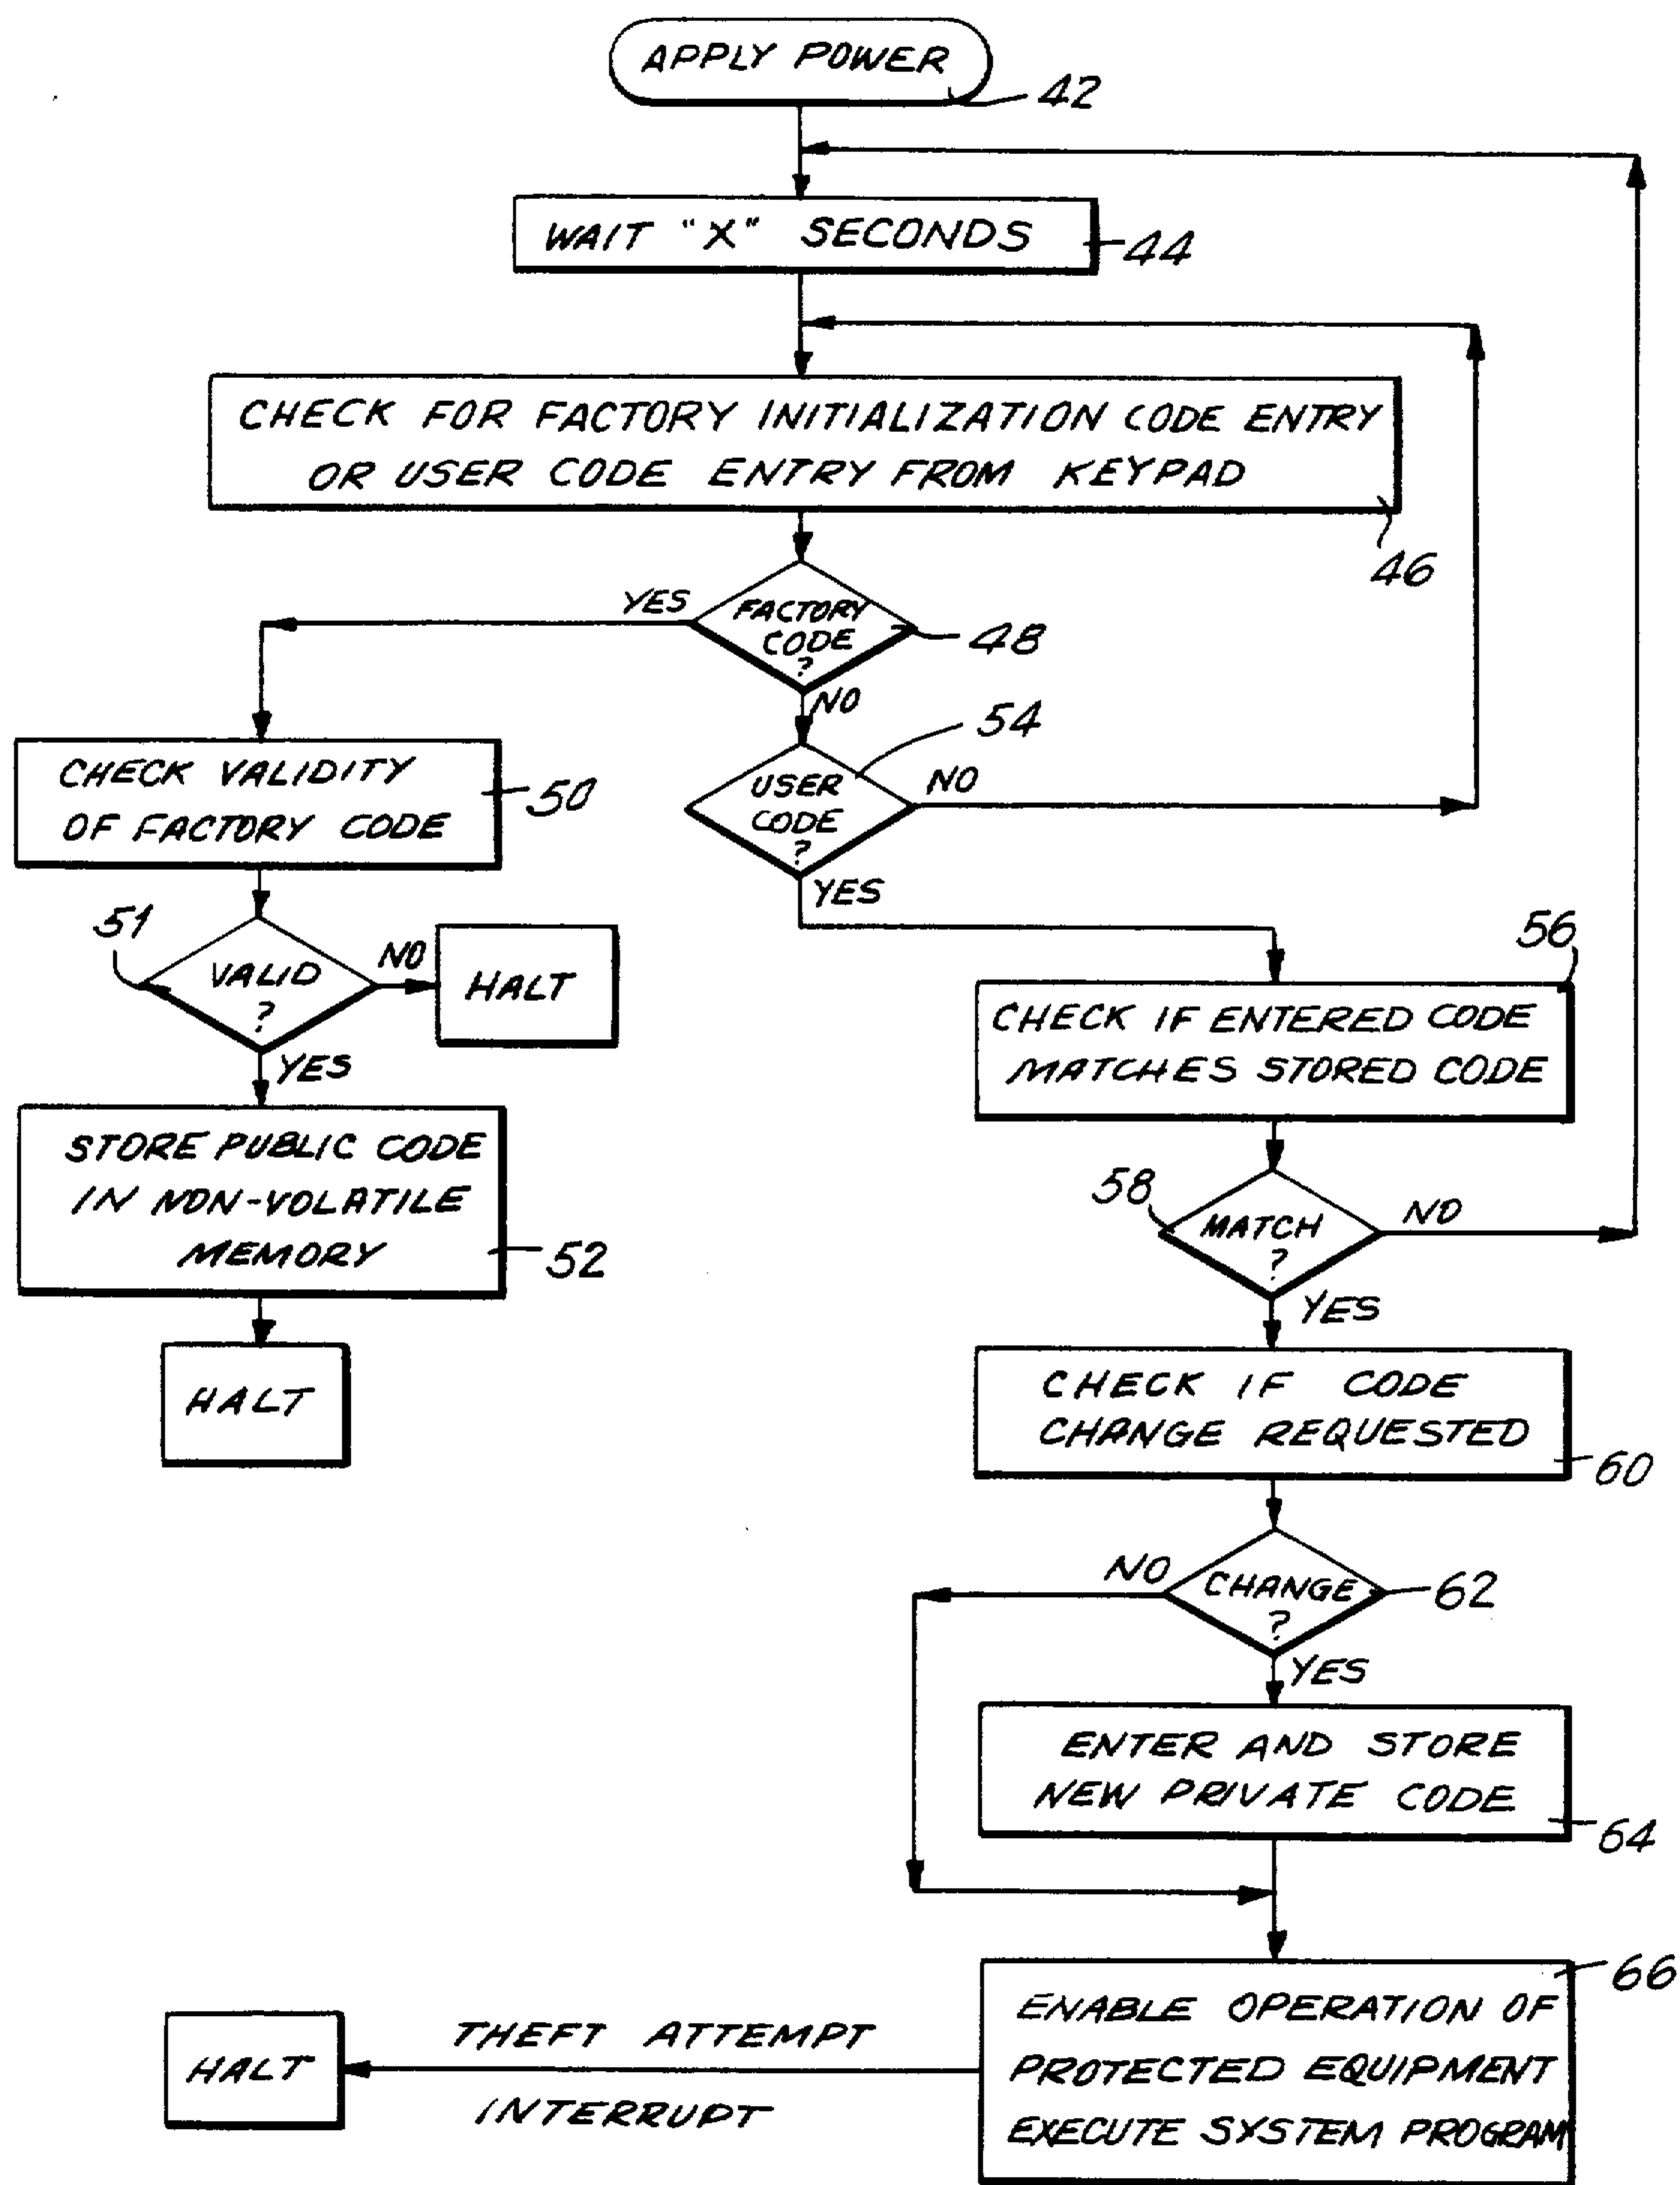 APPLY POWER
42
WAIT "X" SECONDS
44
CHECK FOR FACTORY INITIALIZATION CODE ENTRY
OR USER CODE ENTRY FROM KEYPAD
46
YES
FACTORY
CODE
?
48
NO
54
CHECK VALIDITY
OF FACTORY CODE
50
USER
CODE
?
NO
YES
51
VALID
?
NO
HALT
YES
56
CHECK IF ENTERED CODE
MATCHES STORED CODE
STORE PUBLIC CODE
IN NON-VOLATILE
MEMORY
52
58
MATCH
?
NO
YES
HALT
CHECK IF CODE
CHANGE REQUESTED
60
NO
CHANGE
?
62
YES
ENTER AND STORE
NEW PRIVATE CODE
64
66
ENABLE OPERATION OF
PROTECTED EQUIPMENT
EXECUTE SYSTEM PROGRAM
THEFT ATTEMPT
INTERRUPT
HALT